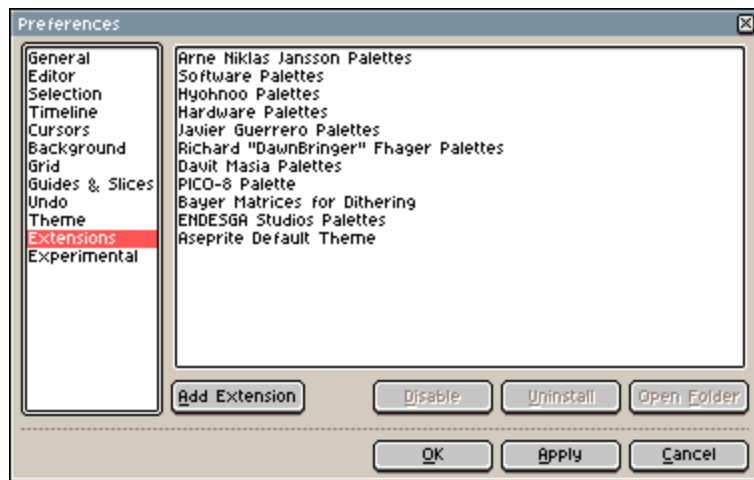 Preferences
General
Editor
Selection
Timeline
Cursors
Background
Grid
Guides & Slices
Undo
Theme
Extensions
Experimental
Arne Niklas Jansson Palettes
Software Palettes
Hyohnoo Palettes
Hardware Palettes
Javier Guerrero Palettes
Richard "DawnBringer" Fhager Palettes
Davit Masia Palettes
PICO-8 Palette
Bayer Matrices for Dithering
ENDESGA Studios Palettes
Aseprite Default Theme
Add Extension
Disable
Uninstall
Open Folder
OK
Apply
Cancel